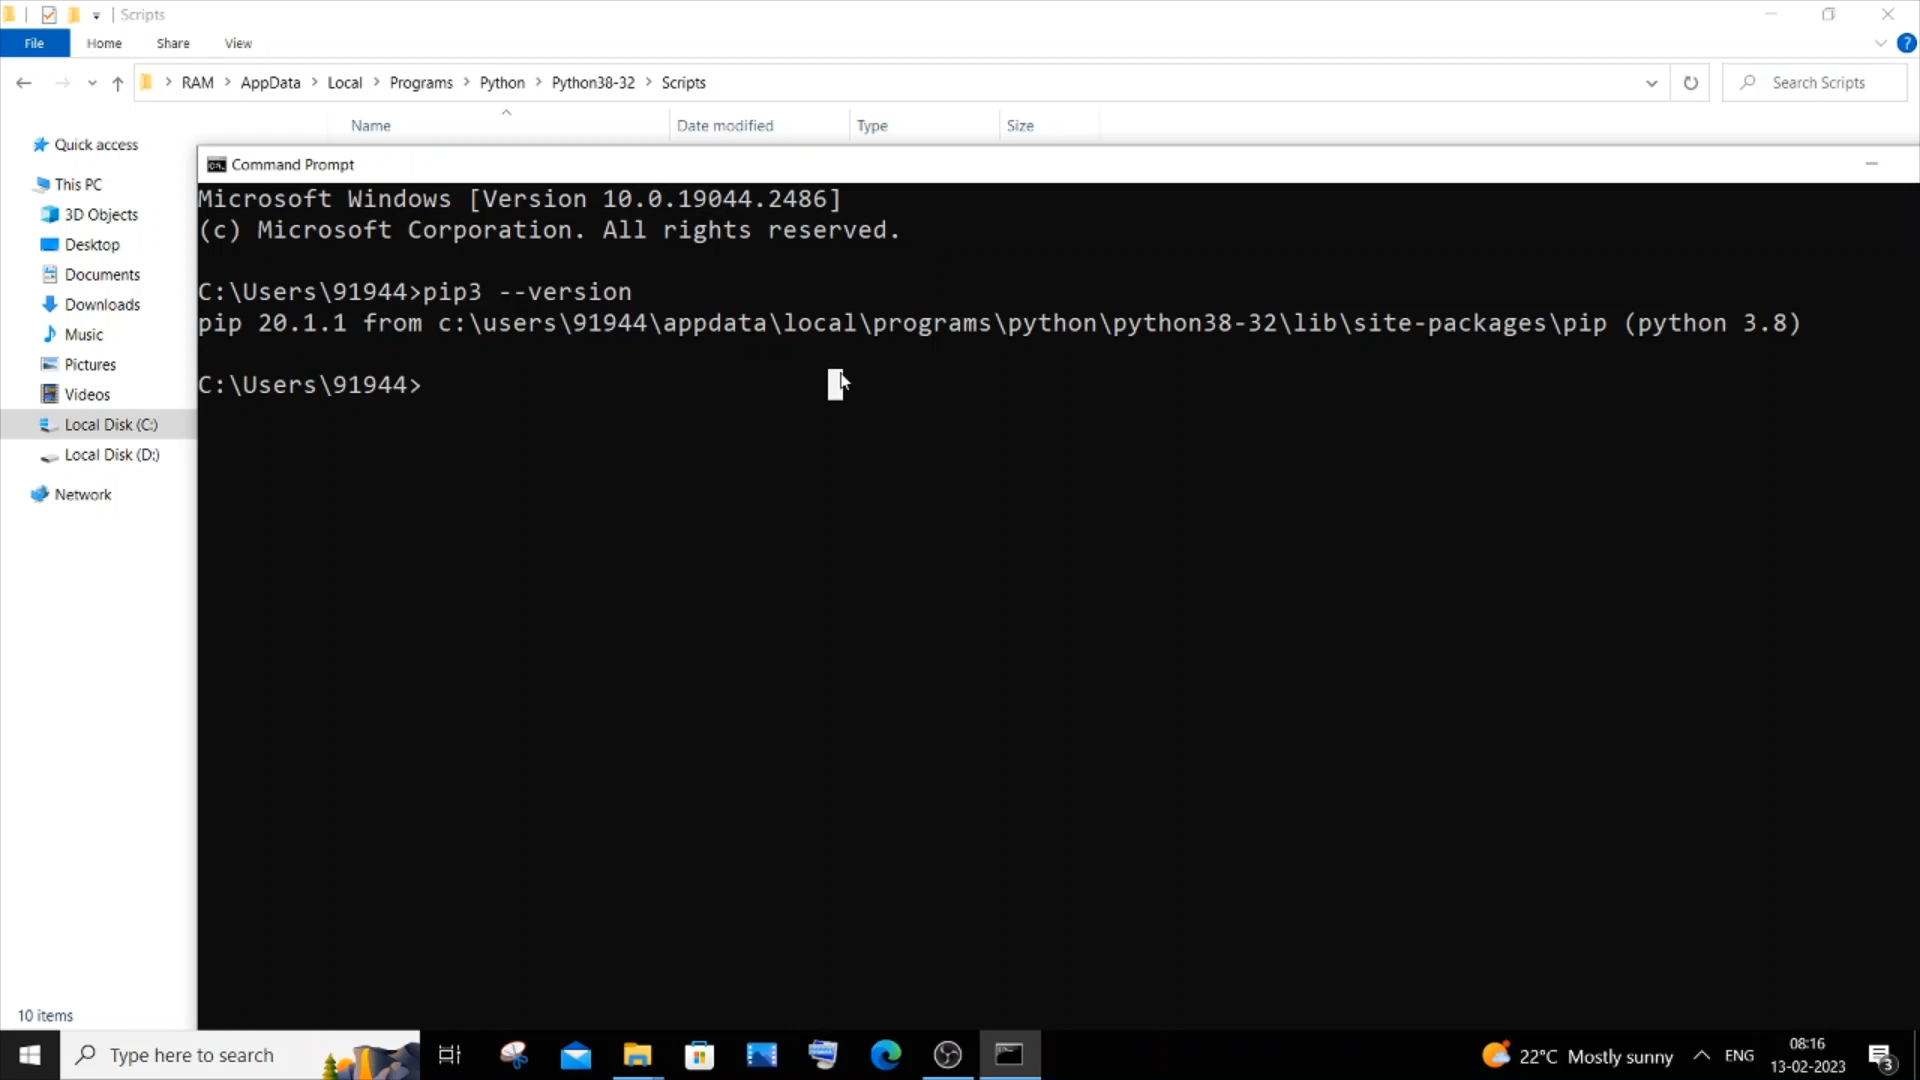 Scripts
File Home Share View
RAM > AppData > Local > Programs > Python > Python38-32 > Scripts
Search Scripts
Name Date modified Type Size
Quick access
This PC
3D Objects
Desktop
Documents
Downloads
Music
Pictures
Videos
Local Disk (C:)
Local Disk (D:)
Network
10 items
Command Prompt
Microsoft Windows [Version 10.0.19044.2486]
(c) Microsoft Corporation. All rights reserved.
C:\Users\91944>pip3 --version
pip 20.1.1 from c:\users\91944\appdata\local\programs\python\python38-32\lib\site-packages\pip (python 3.8)
C:\Users\91944>
Type here to search
22°C Mostly sunny
ENG
08:16
13-02-2023
3